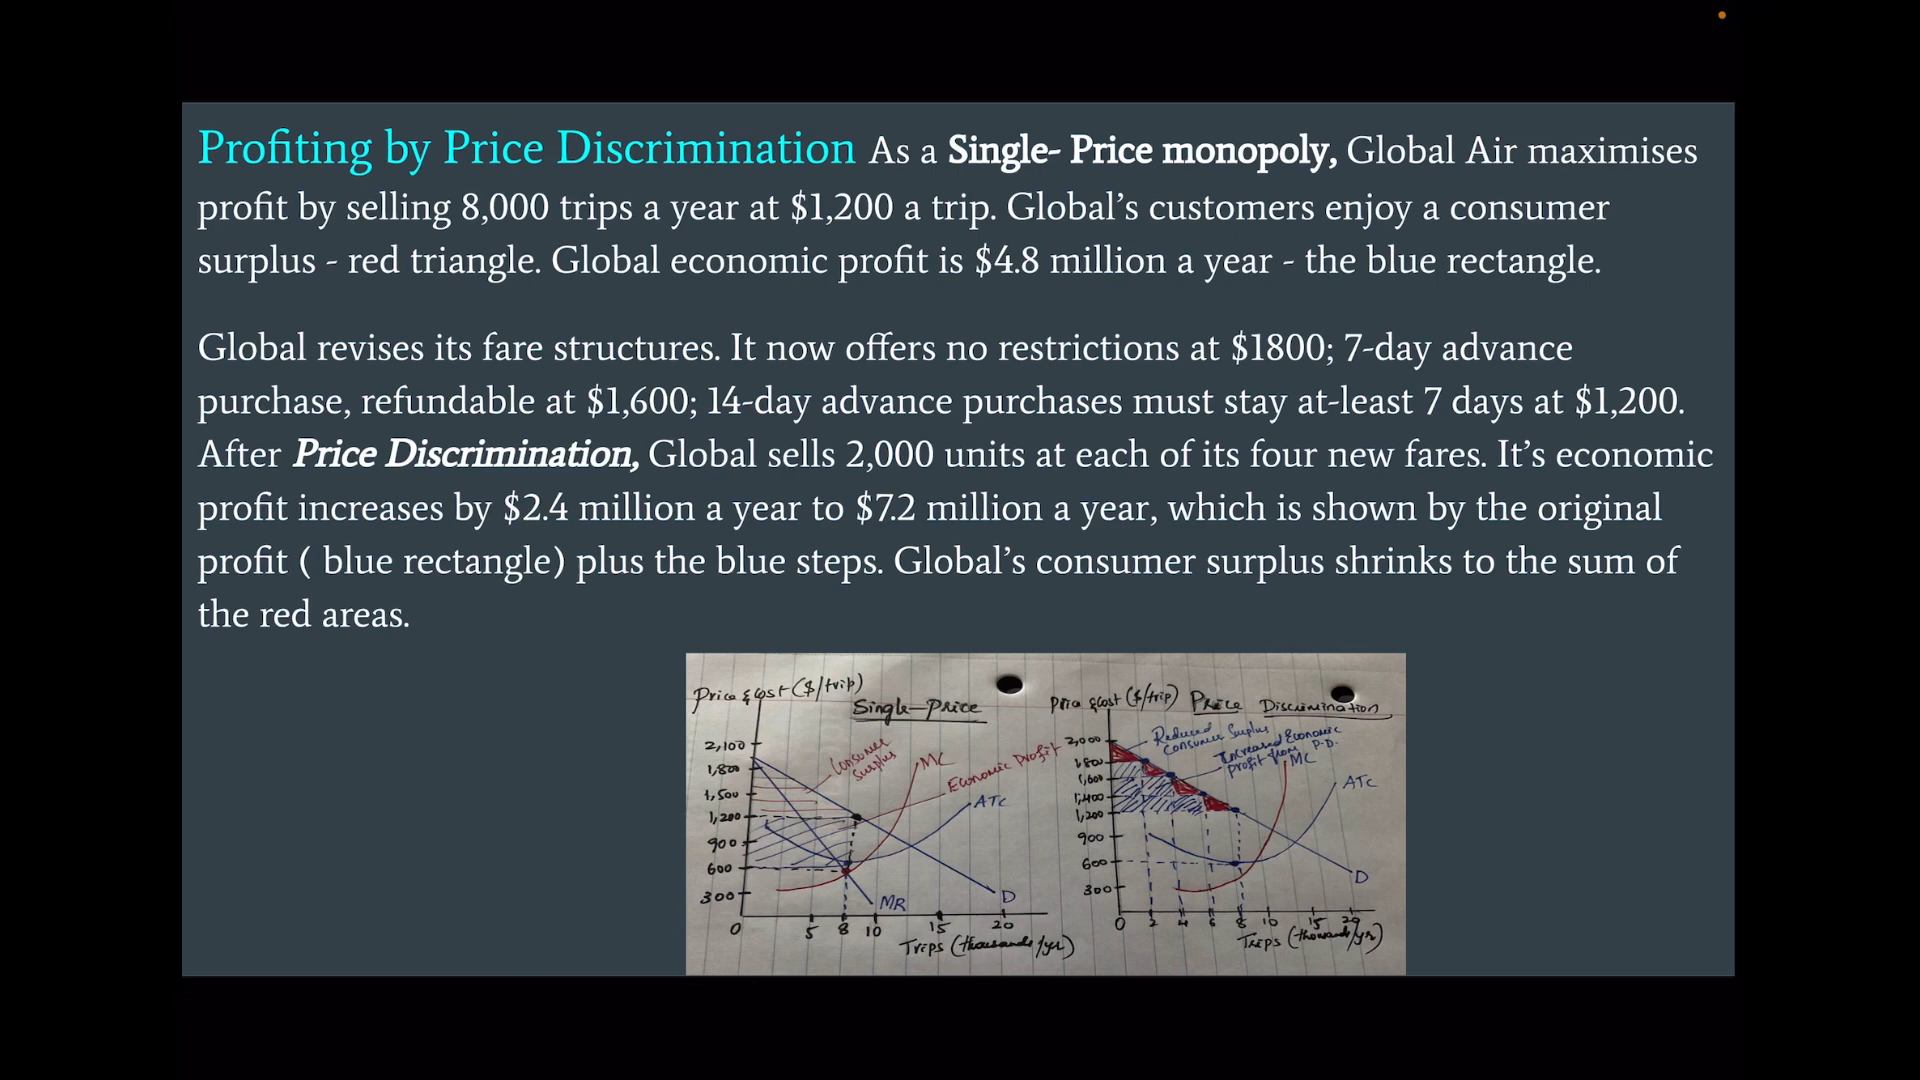 Profiting by Price Discrimination As a Single- Price monopoly, Global Air maximises
profit by selling 8,000 trips a year at $1,200 a trip. Global’s customers enjoy a consumer
surplus - red triangle. Global economic profit is $4.8 million a year - the blue rectangle.
Global revises its fare structures. It now offers no restrictions at $1800; 7-day advance
purchase, refundable at $1,600; 14-day advance purchases must stay at-least 7 days at $1,200.
After Price Discrimination, Global sells 2,000 units at each of its four new fares. It’s economic
profit increases by $2.4 million a year to $7.2 million a year, which is shown by the original
profit ( blue rectangle) plus the blue steps. Global’s consumer surplus shrinks to the sum of
the red areas.
Price & Cost ($/trip)
Single-Price
2,100
1,800
1,500
1,200
900
600
300
0
5
8
10
15
20
Consumer
Surplus
MC
Economic Profit
ATC
MR
D
Trips (thousands/yr)
Price & Cost ($/trip)
Price Discrimination
2,000
1,800
1,600
1,400
1,200
900
600
300
0
2
4
6
8
10
15
20
Reduced
Consumer Surplus
Increased Economic
Profit from P.D.
MC
ATC
D
Trips (thousands/yr)